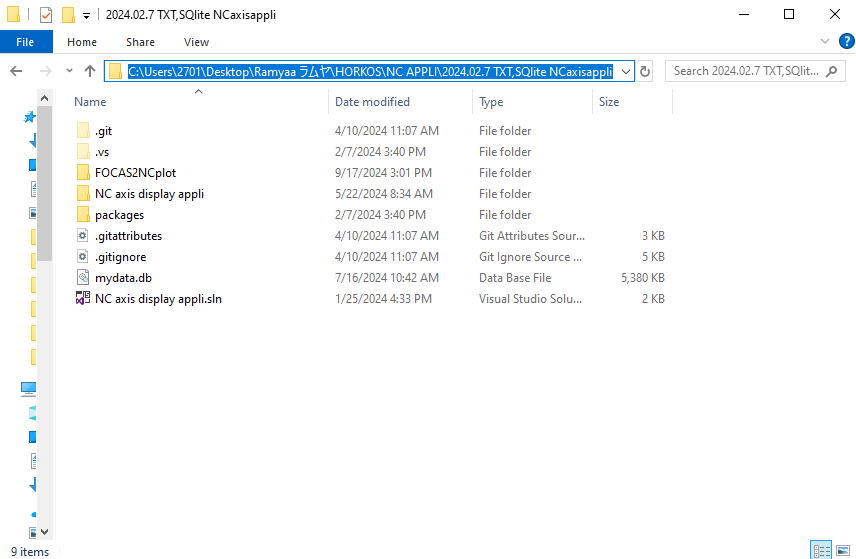 2024.02.7 TXT,SQlite NCaxisappli
File Home Share View
C:\Users\2701\Desktop\Ramyaa ラムヤ\HORKOS\NC APPLI\2024.02.7 TXT,SQlite NCaxisappli Search 2024.02.7 TXT,SQlit...
Name Date modified Type Size
.git 4/10/2024 11:07 AM File folder
.vs 2/7/2024 3:40 PM File folder
FOCAS2NCplot 9/17/2024 3:01 PM File folder
NC axis display appli 5/22/2024 8:34 AM File folder
packages 2/7/2024 3:40 PM File folder
.gitattributes 4/10/2024 11:07 AM Git Attributes Sour... 3 KB
.gitignore 4/10/2024 11:07 AM Git Ignore Source ... 5 KB
mydata.db 7/16/2024 10:42 AM Data Base File 5,380 KB
NC axis display appli.sln 1/25/2024 4:33 PM Visual Studio Solu... 2 KB
9 items